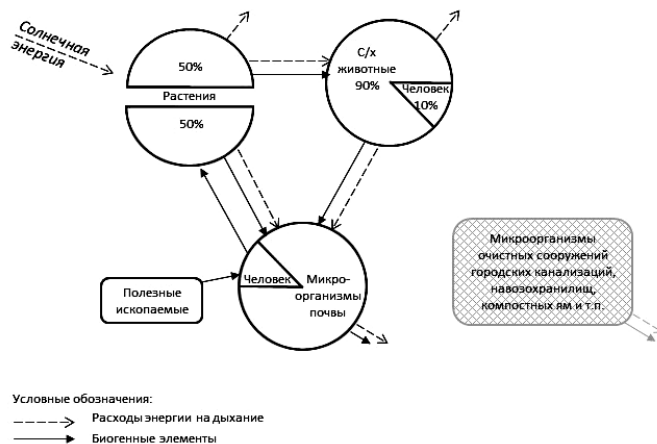 Солнечная
энергия
50%
Растения
50%
С/х
животные
90%
Человек
10%
Человек
Микро-
организмы
почвы
Полезные
ископаемые
Микроорганизмы
очистных сооружений
городских канализаций,
навозохранилищ,
компостных ям и т.п.
Условные обозначения:
Расходы энергии на дыхание
Биогенные элементы